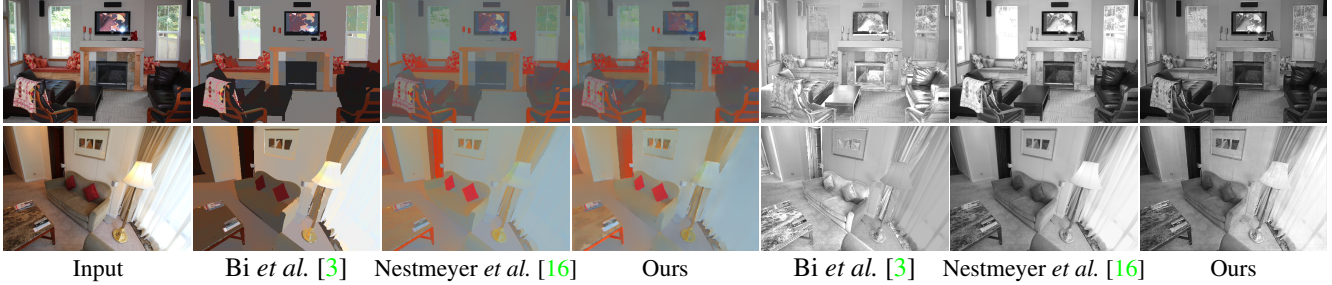 Input Bi et al. [3] Nestmeyer et al. [16] Ours Bi et al. [3] Nestmeyer et al. [16] Ours